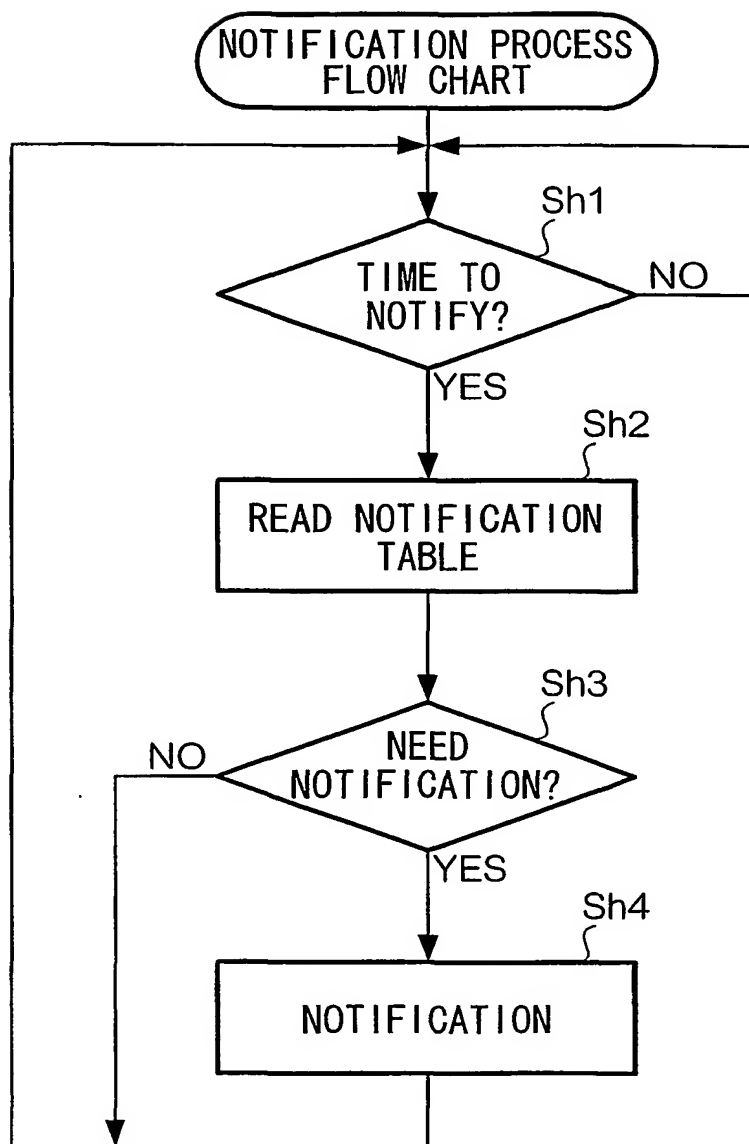 NOTIFICATION PROCESS
FLOW CHART
Sh1
TIME TO
NOTIFY?
NO
YES
Sh2
READ NOTIFICATION
TABLE
Sh3
NO
NEED
NOTIFICATION?
YES
Sh4
NOTIFICATION